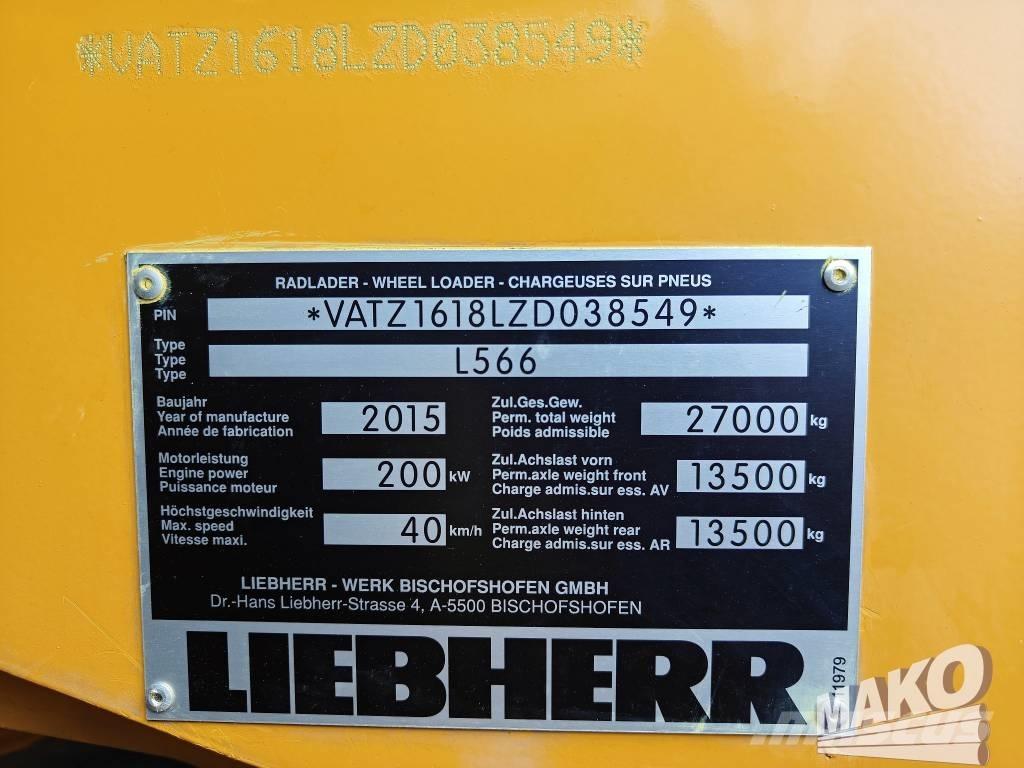 *VATZ1618LZD038549*
RADLADER - WHEEL LOADER - CHARGEUSES SUR PNEUS
PIN *VATZ1618LZD038549*
Type
Type L566
Type
Baujahr
Year of manufacture 2015
Année de fabrication
Zul.Ges.Gew.
Perm. total weight 27000 kg
Poids admissible
Motorleistung
Engine power 200 kW
Puissance moteur
Zul.Achslast vorn
Perm.axle weight front 13500 kg
Charge admis.sur ess. AV
Höchstgeschwindigkeit
Max. speed 40 km/h
Vitesse maxi.
Zul.Achslast hinten
Perm.axle weight rear 13500 kg
Charge admis.sur ess. AR
LIEBHERR - WERK BISCHOFSHOFEN GMBH
Dr.-Hans Liebherr-Strasse 4, A-5500 BISCHOFSHOFEN
LIEBHERR
11979
MAKO
mascus